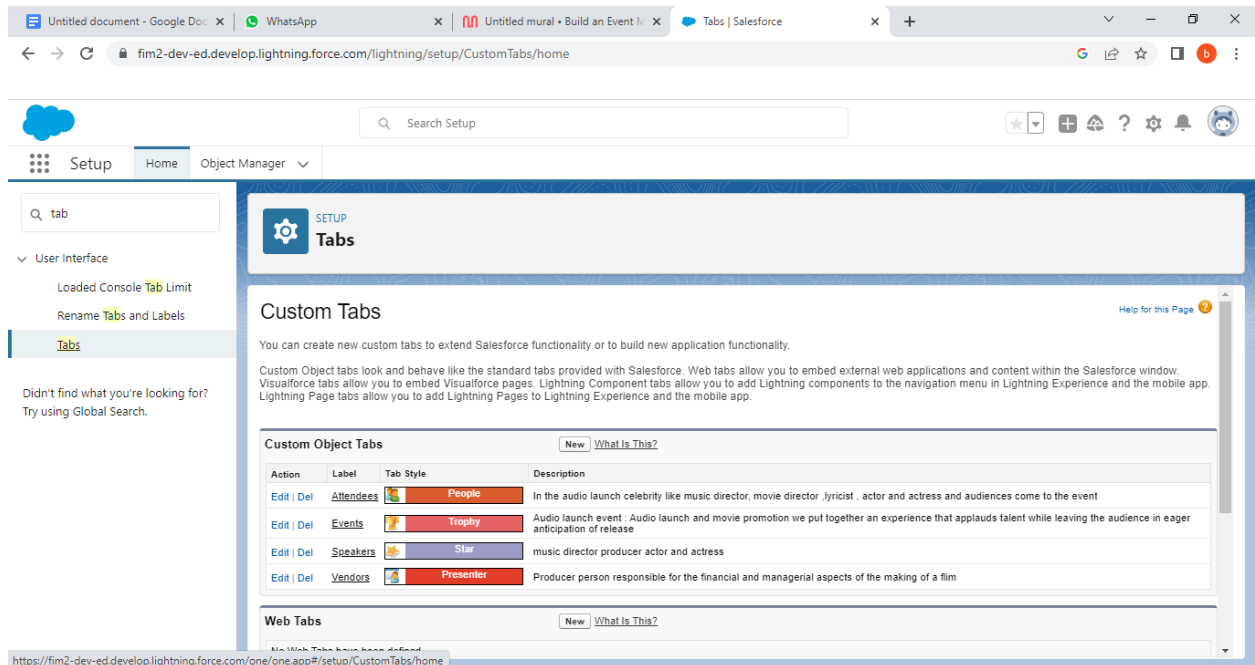 Untitled document - Google Doc
WhatsApp
Untitled mural • Build an Event M
Tabs | Salesforce
fim2-dev-ed.develop.lightning.force.com/lightning/setup/CustomTabs/home
G
b
Search Setup
Setup
Home
Object Manager
tab
User Interface
Loaded Console Tab Limit
Rename Tabs and Labels
Tabs
Didn't find what you're looking for?
Try using Global Search.
SETUP
Tabs
Custom Tabs
Help for this Page
You can create new custom tabs to extend Salesforce functionality or to build new application functionality.
Custom Object tabs look and behave like the standard tabs provided with Salesforce. Web tabs allow you to embed external web applications and content within the Salesforce window.
Visualforce tabs allow you to embed Visualforce pages. Lightning Component tabs allow you to add Lightning components to the navigation menu in Lightning Experience and the mobile app.
Lightning Page tabs allow you to add Lightning Pages to Lightning Experience and the mobile app.
Custom Object Tabs New What Is This?
Action Label Tab Style Description
Edit | Del Attendees People In the audio launch celebrity like music director, movie director ,lyricist , actor and actress and audiences come to the event
Edit | Del Events Trophy Audio launch event : Audio launch and movie promotion we put together an experience that applauds talent while leaving the audience in eager
anticipation of release
Edit | Del Speakers Star music director producer actor and actress
Edit | Del Vendors Presenter Producer person responsible for the financial and managerial aspects of the making of a flim
Web Tabs New What Is This?
No Web Tabs have been defined
https://fim2-dev-ed.develop.lightning.force.com/one/one.app#/setup/CustomTabs/home